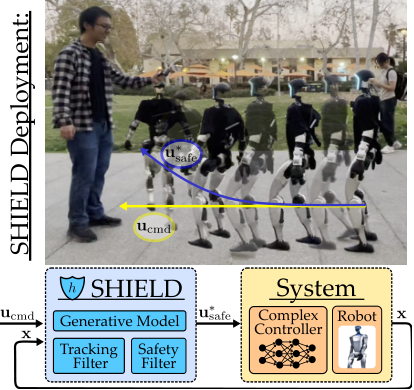 SHIELD Deployment:
u*safe
ucmd
h SHIELD
Generative Model
Tracking Filter
Safety Filter
ucmd
x
u*safe
System
Complex Controller
Robot
x